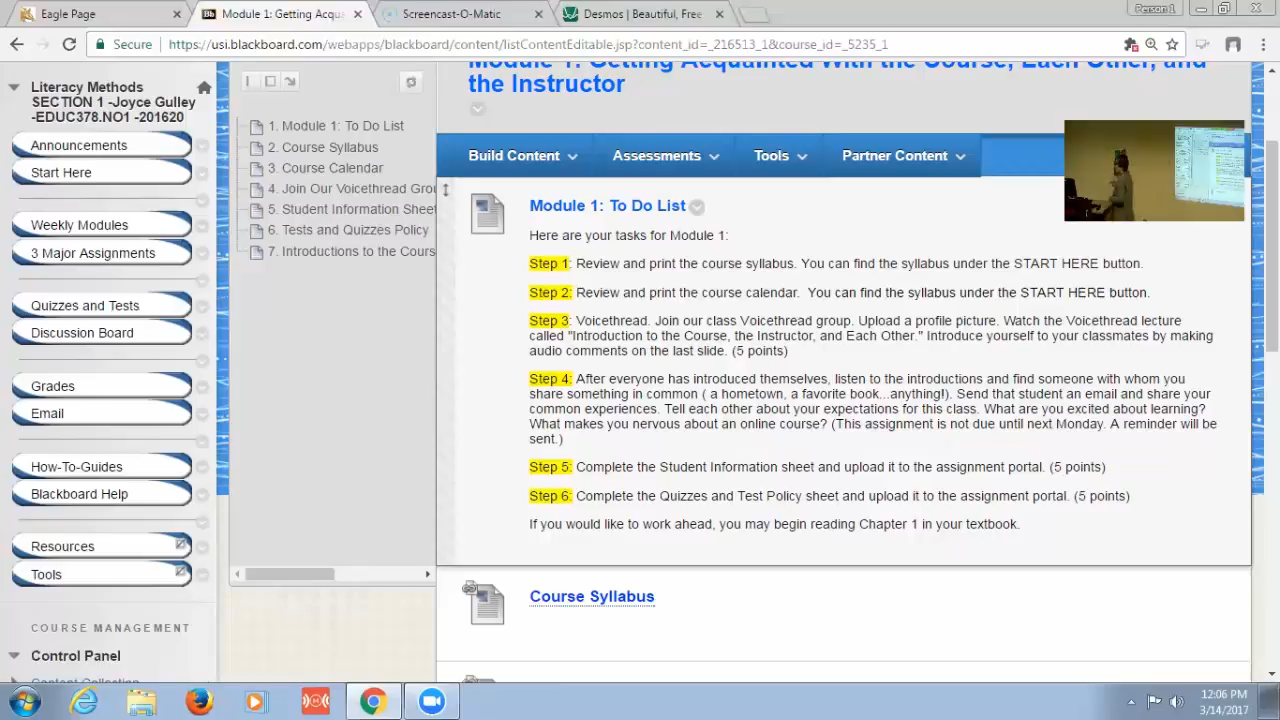 Eagle Page
Module 1: Getting Acqu
Screencast-O-Matic
Desmos | Beautiful, Free
Person 1
Secure
https://usi.blackboard.com/webapps/blackboard/content/listContentEditable.jsp?content_id=_216513_1&course_id=_5235_1
Literacy Methods
SECTION 1 -Joyce Gulley
-EDUC378.NO1 -201620
Announcements
Start Here
Weekly Modules
3 Major Assignments
Quizzes and Tests
Discussion Board
Grades
Email
How-To-Guides
Blackboard Help
Resources
Tools
COURSE MANAGEMENT
Control Panel
Content Collection
1. Module 1: To Do List
2. Course Syllabus
3. Course Calendar
4. Join Our Voicethread Grou
5. Student Information Sheet
6. Tests and Quizzes Policy
7. Introductions to the Cours
Module 1: Getting Acquainted With the Course, Each Other, and
the Instructor
Build Content
Assessments
Tools
Partner Content
Module 1: To Do List
Here are your tasks for Module 1:
Step 1: Review and print the course syllabus. You can find the syllabus under the START HERE button.
Step 2: Review and print the course calendar. You can find the syllabus under the START HERE button.
Step 3: Voicethread. Join our class Voicethread group. Upload a profile picture. Watch the Voicethread lecture
called "Introduction to the Course, the Instructor, and Each Other." Introduce yourself to your classmates by making
audio comments on the last slide. (5 points)
Step 4: After everyone has introduced themselves, listen to the introductions and find someone with whom you
share something in common ( a hometown, a favorite book...anything!). Send that student an email and share your
common experiences. Tell each other about your expectations for this class. What are you excited about learning?
What makes you nervous about an online course? (This assignment is not due until next Monday. A reminder will be
sent.)
Step 5: Complete the Student Information sheet and upload it to the assignment portal. (5 points)
Step 6: Complete the Quizzes and Test Policy sheet and upload it to the assignment portal. (5 points)
If you would like to work ahead, you may begin reading Chapter 1 in your textbook.
Course Syllabus
12:06 PM
3/14/2017